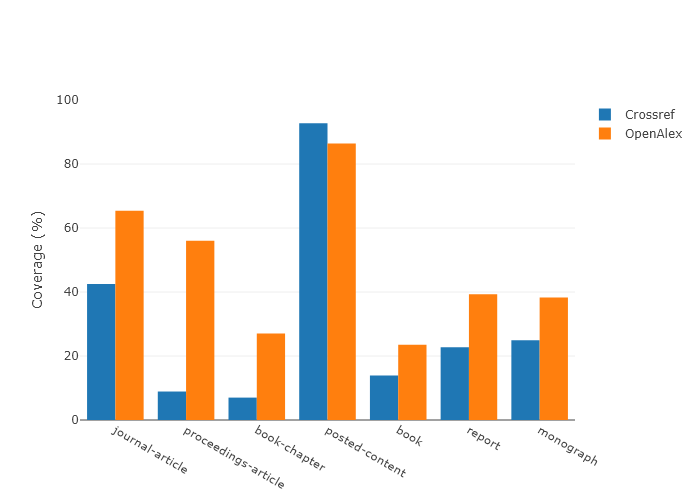 100
80
60
40
20
0
Coverage (%)
journal-article
proceedings-article
book-chapter
posted-content
book
report
monograph
Crossref
OpenAlex